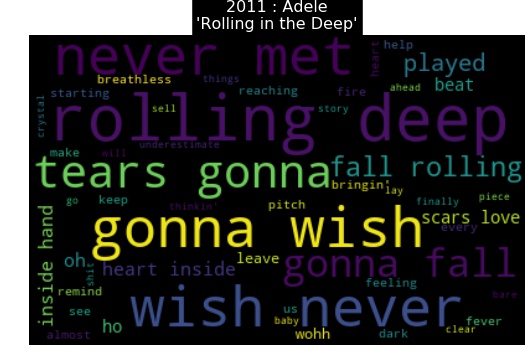 2011 : Adele
'Rolling in the Deep'
never met
heart
help
played
breathless
things
starting
reaching
fire
ahead
beat
crystal
rolling deep
sell
story
underestimate
make
will
tears gonna
fall rolling
bringin'
lay
go
keep
thinkin'
finally
piece
pitch
gonna wish
scars love
every
inside hand
oh
shit
heart inside
leave
gonna fall
remind
feeling
bare
wish never
see
us
ho
baby
fever
almost
wohh
dark
clear